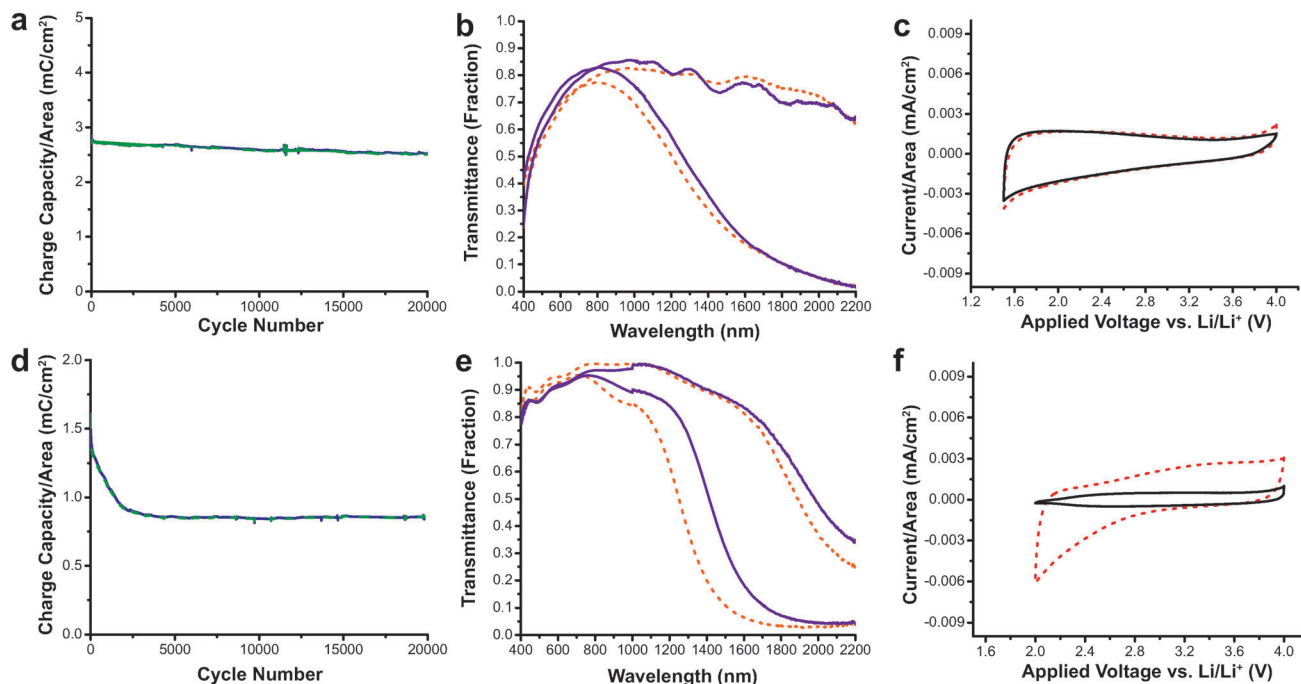 a
Charge Capacity/Area (mC/cm²)
5
4
3
2
1
0
0 5000 10000 15000 20000
Cycle Number
b
Transmittance (Fraction)
1.0
0.9
0.8
0.7
0.6
0.5
0.4
0.3
0.2
0.1
0.0
400 600 800 1000 1200 1400 1600 1800 2000 2200
Wavelength (nm)
c
Current/Area (mA/cm²)
0.009
0.006
0.003
0.000
-0.003
-0.006
-0.009
1.2 1.6 2.0 2.4 2.8 3.2 3.6 4.0
Applied Voltage vs. Li/Li⁺ (V)
d
Charge Capacity/Area (mC/cm²)
2.0
1.5
1.0
0.5
0.0
0 2500 5000 7500 10000 12500 15000 17500 20000
Cycle Number
e
Transmittance (Fraction)
1.0
0.9
0.8
0.7
0.6
0.5
0.4
0.3
0.2
0.1
0.0
400 600 800 1000 1200 1400 1600 1800 2000 2200
Wavelength (nm)
f
Current/Area (mA/cm²)
0.009
0.006
0.003
0.000
-0.003
-0.006
-0.009
1.6 2.0 2.4 2.8 3.2 3.6 4.0
Applied Voltage vs. Li/Li⁺ (V)